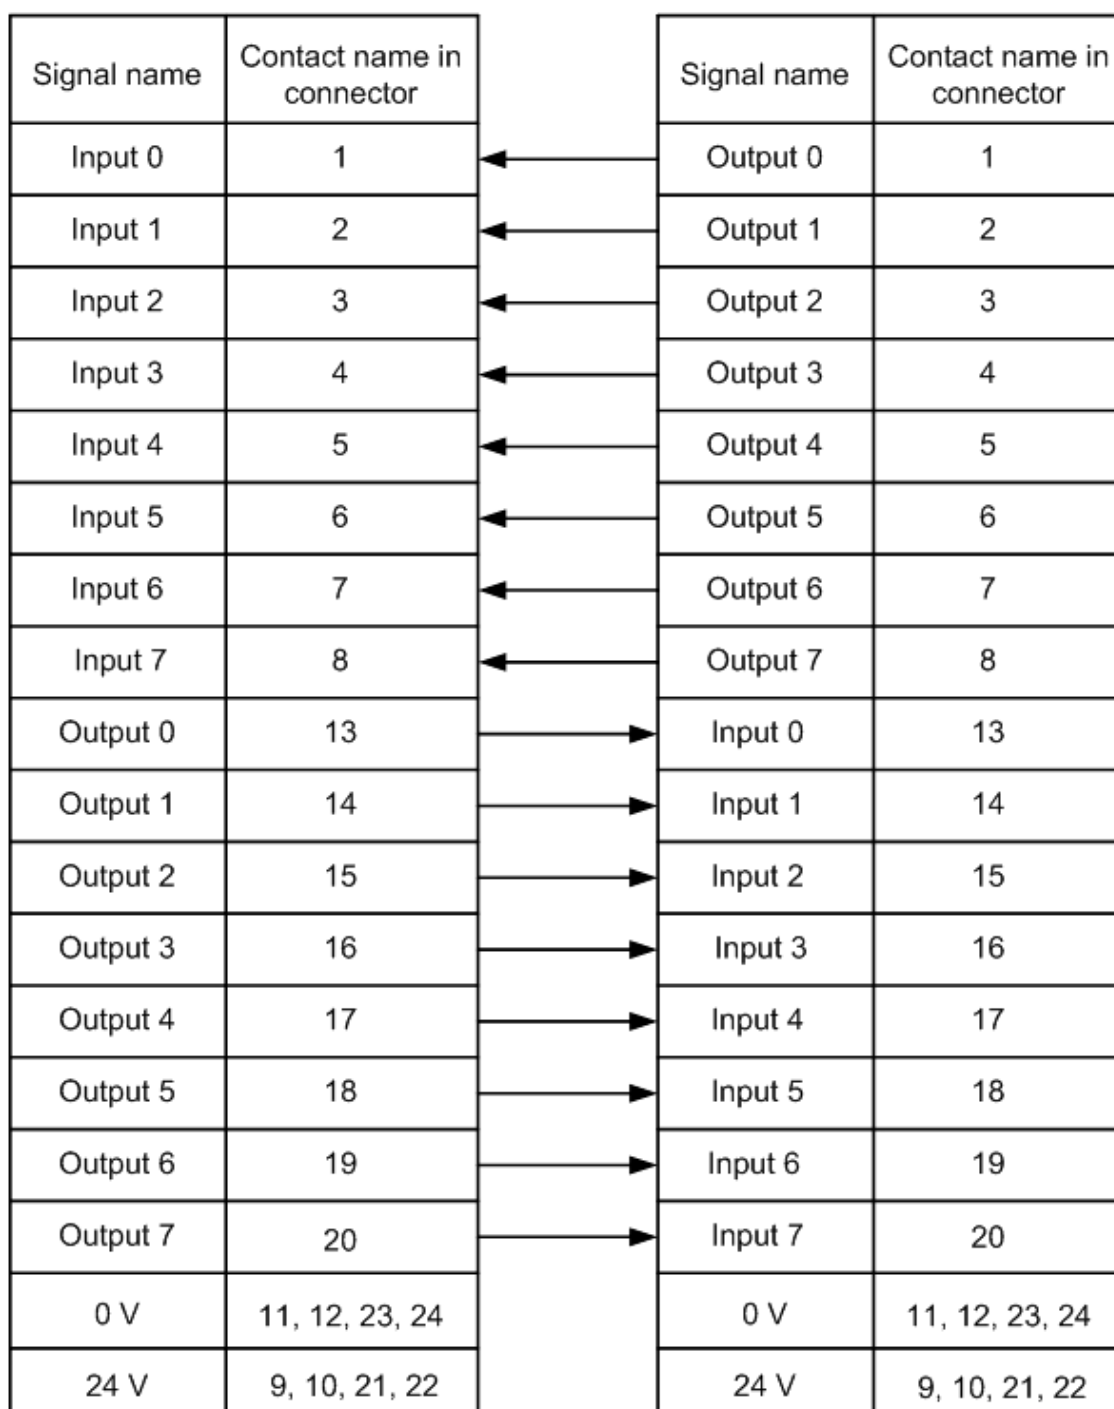 Signal name Contact name in connector Signal name Contact name in connector
Input 0 1 Output 0 1
Input 1 2 Output 1 2
Input 2 3 Output 2 3
Input 3 4 Output 3 4
Input 4 5 Output 4 5
Input 5 6 Output 5 6
Input 6 7 Output 6 7
Input 7 8 Output 7 8
Output 0 13 Input 0 13
Output 1 14 Input 1 14
Output 2 15 Input 2 15
Output 3 16 Input 3 16
Output 4 17 Input 4 17
Output 5 18 Input 5 18
Output 6 19 Input 6 19
Output 7 20 Input 7 20
0 V 11, 12, 23, 24 0 V 11, 12, 23, 24
24 V 9, 10, 21, 22 24 V 9, 10, 21, 22